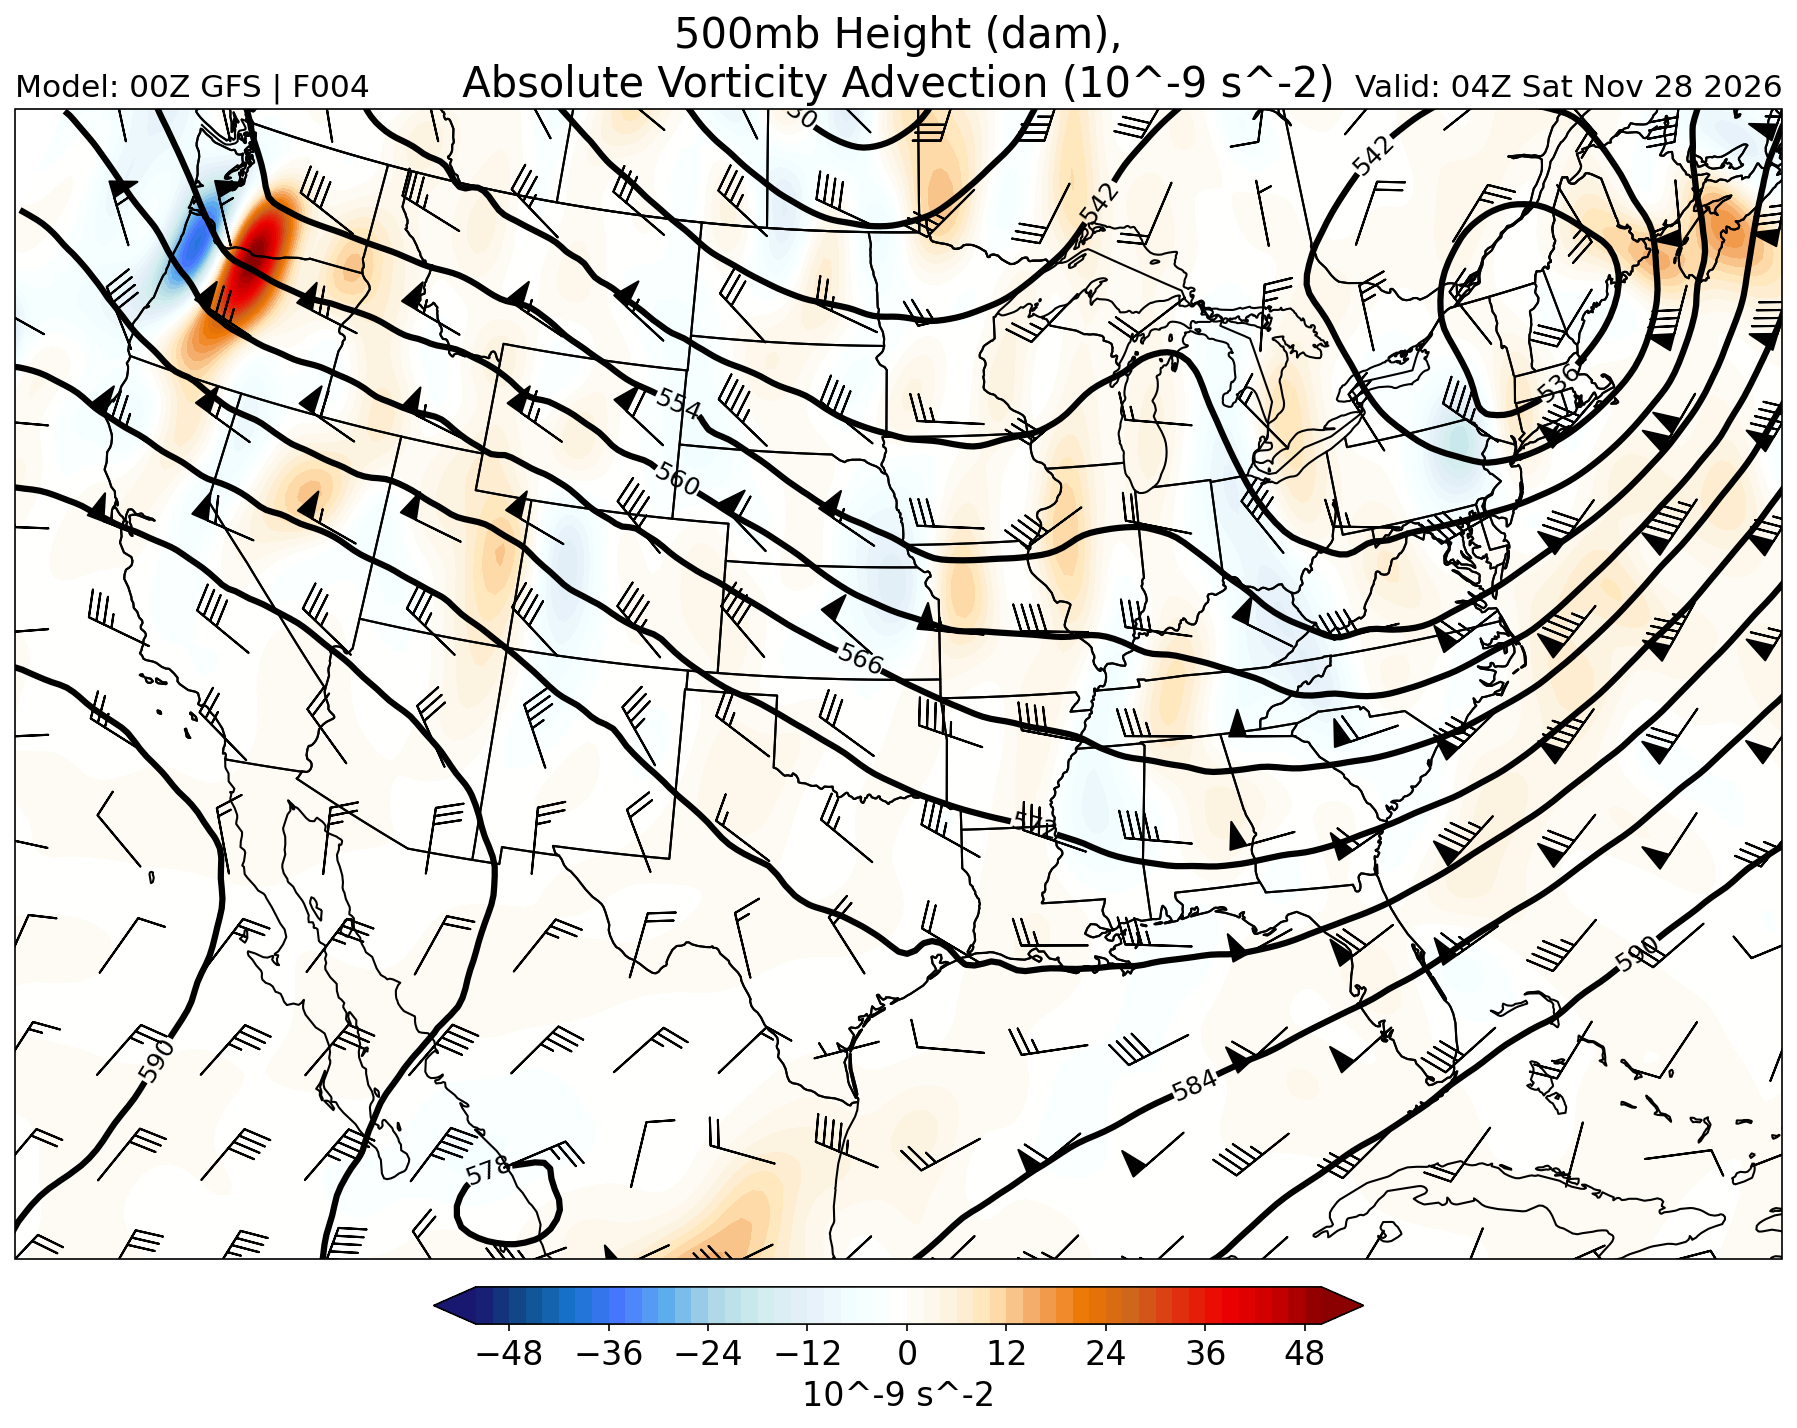 500mb Height (dam),
Model: 00Z GFS | F004
Absolute Vorticity Advection (10^-9 s^-2)
Valid: 04Z Sat Nov 28 2026
542
542
536
554
560
566
590
590
584
578
−48 −36 −24 −12 0 12 24 36 48
10^-9 s^-2